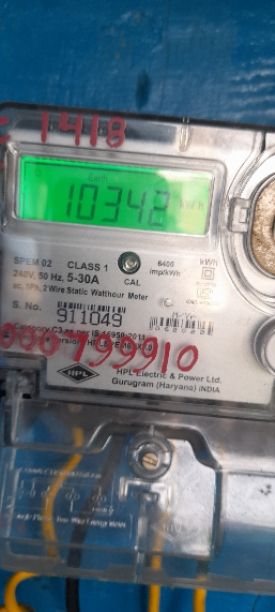 1418
Earth
10342 kWh
SPEM 02 CLASS 1
6400 imp/kWh
kWh
240V, 50 Hz, 5-30A
CAL
ac, 1Ph, 2 Wire Static Watthour Meter
S. No.
911049
000799910
HPL
HPL Electric & Power Ltd.
Gurugram (Haryana) INDIA